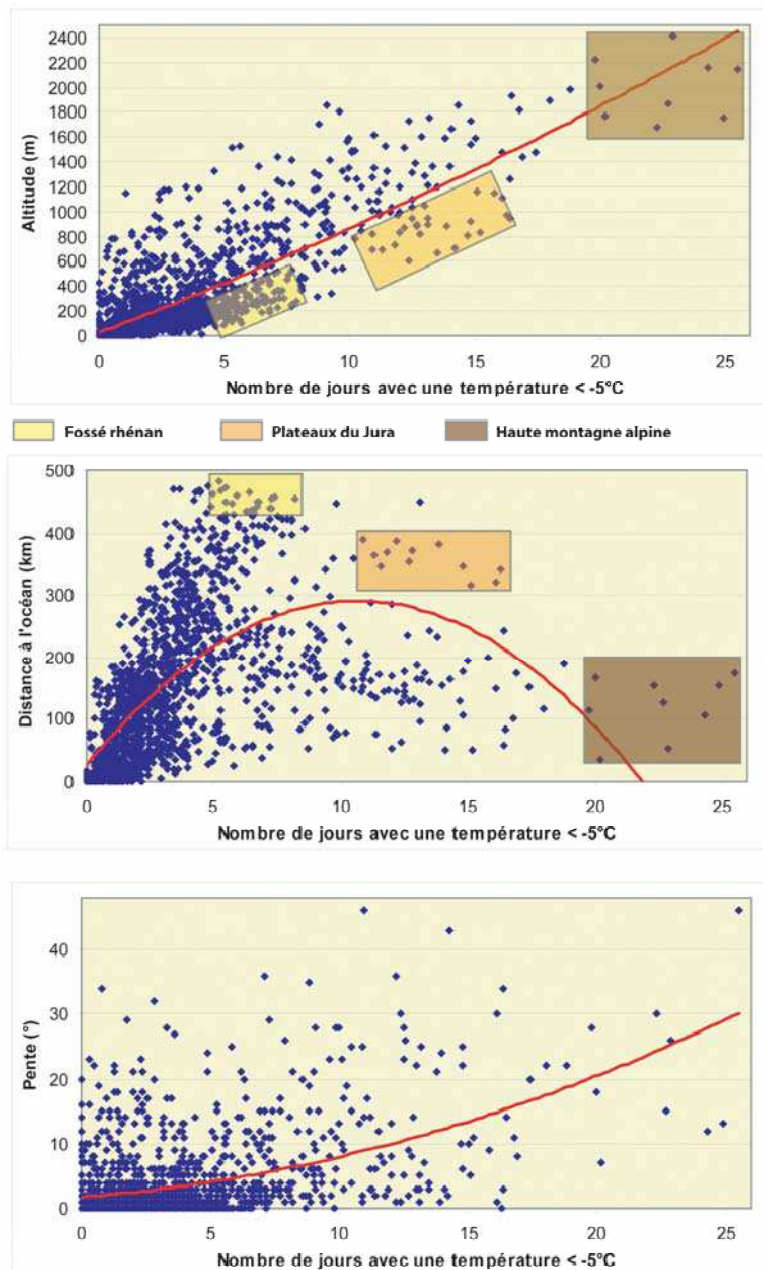 Altitude (m)
2400
2200
2000
1800
1600
1400
1200
1000
800
600
400
200
0
0 5 10 15 20 25
Nombre de jours avec une température < -5°C
Fossé rhénan Plateaux du Jura Haute montagne alpine
Distance à l'océan (km)
500
400
300
200
100
0
0 5 10 15 20 25
Nombre de jours avec une température < -5°C
Pente (°)
40
30
20
10
0
0 5 10 15 20 25
Nombre de jours avec une température < -5°C